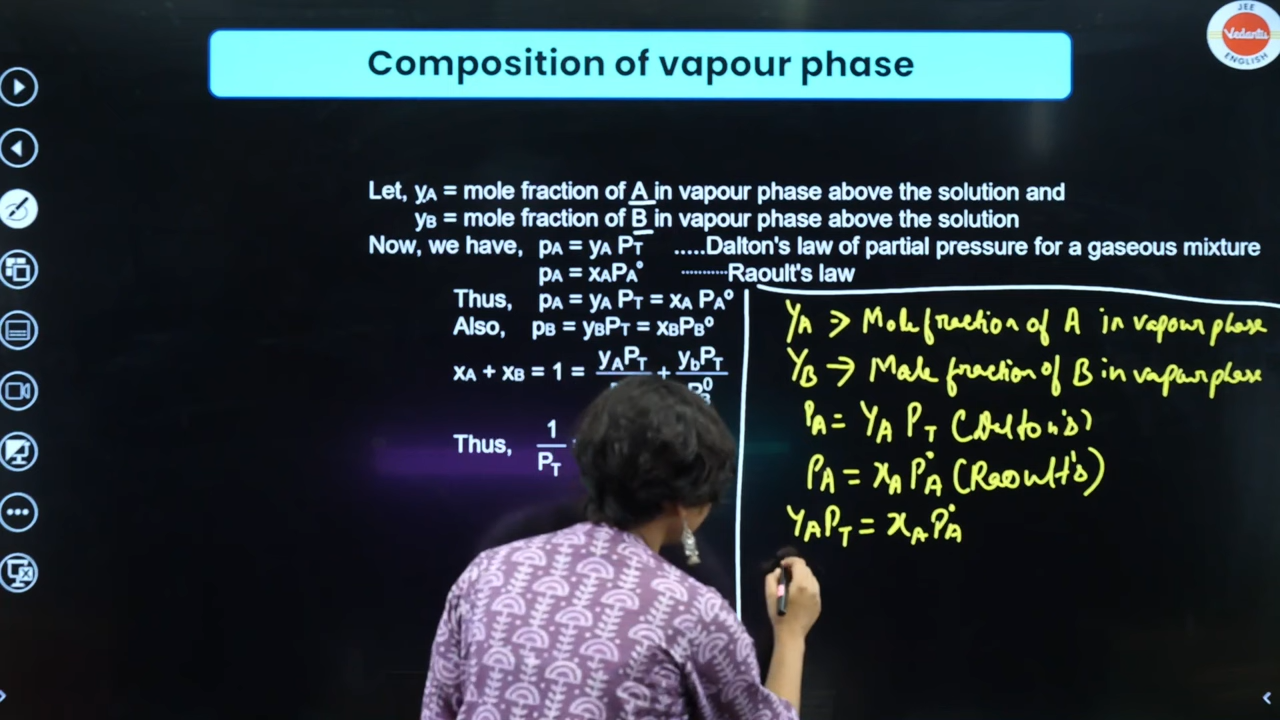 Composition of vapour phase
JEE
Vedantu
ENGLISH
Let, yA = mole fraction of A in vapour phase above the solution and
yB = mole fraction of B in vapour phase above the solution
Now, we have, pA = yA PT .....Dalton's law of partial pressure for a gaseous mixture
pA = xAPA° ..........Raoult's law
Thus, pA = yA PT = xA PA°
Also, pB = yBPT = xBPB°
xA + xB = 1 = yAPT + ybPT
Thus, 1
PT
YA → Mole fraction of A in vapour phase
YB → Mole fraction of B in vapour phase
PA = YA PT (Dalton's)
PA = xA P°A (Raoult's)
YAPT = xAP°A